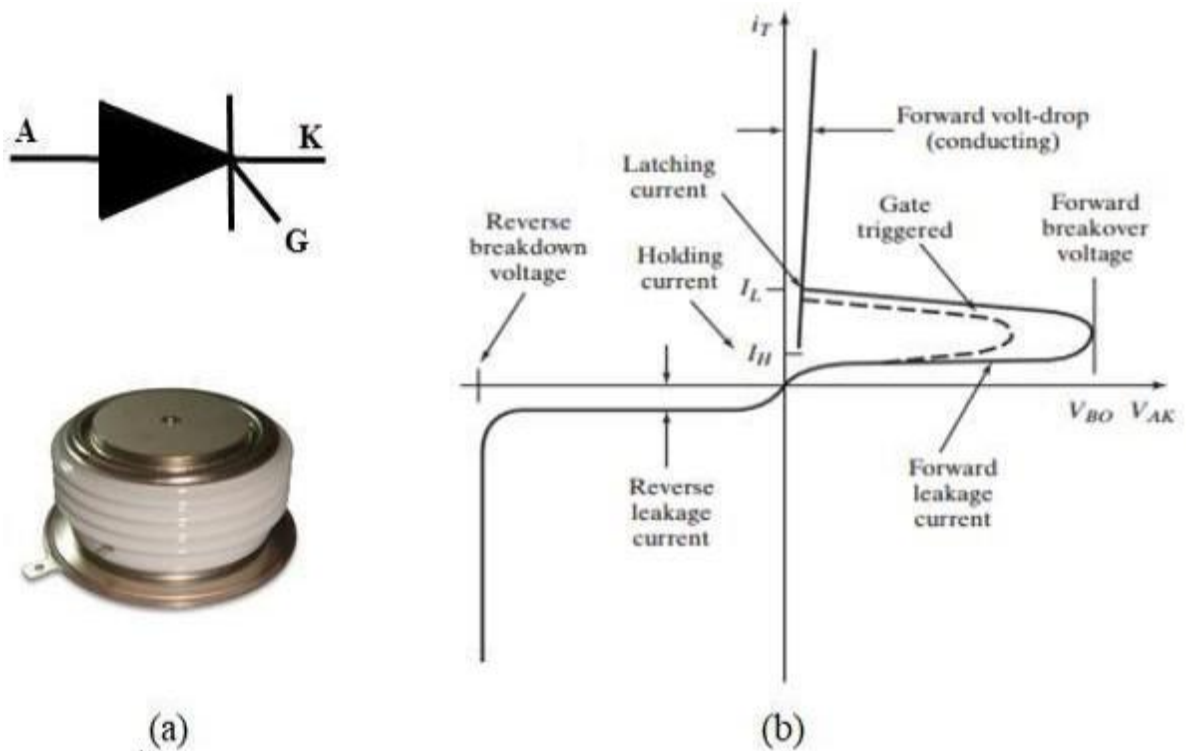 A
K
G
(a)
i_T
Forward volt-drop
(conducting)
Latching
current
Gate
triggered
Forward
breakover
voltage
Reverse
breakdown
voltage
Holding
current
I_L
I_H
V_BO
V_AK
Reverse
leakage
current
Forward
leakage
current
(b)